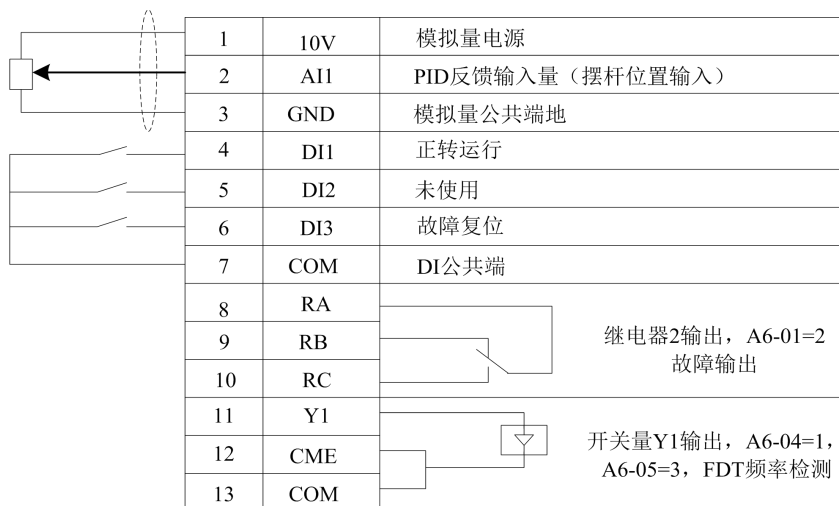 1 10V 模拟量电源
2 AI1 PID反馈输入量（摆杆位置输入）
3 GND 模拟量公共端地
4 DI1 正转运行
5 DI2 未使用
6 DI3 故障复位
7 COM DI公共端
8 RA
9 RB
10 RC
继电器2输出，A6-01=2
故障输出
11 Y1
12 CME
13 COM
开关量Y1输出，A6-04=1，
A6-05=3，FDT频率检测